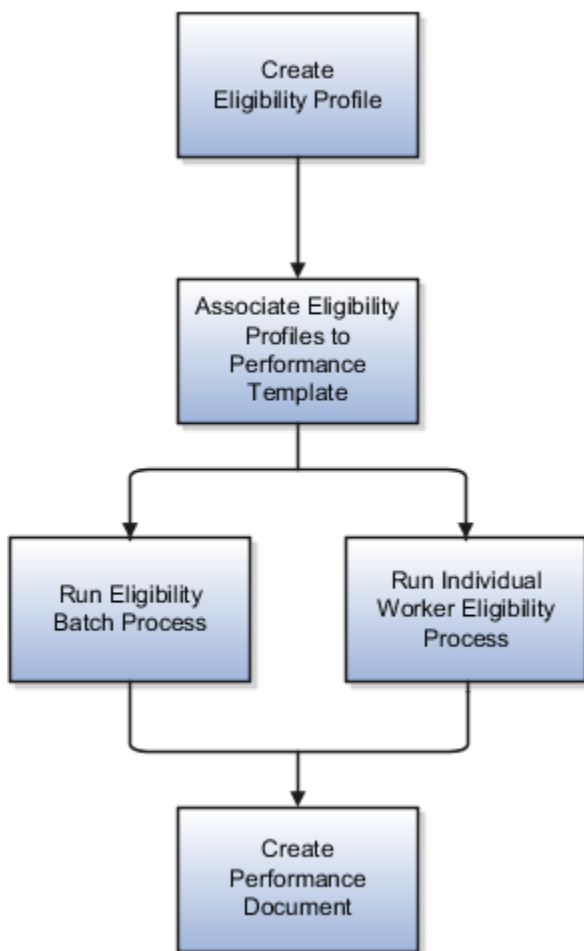 Create
Eligibility Profile
Associate Eligibility
Profiles to
Performance
Template
Run Eligibility
Batch Process
Run Individual
Worker Eligibility
Process
Create
Performance
Document